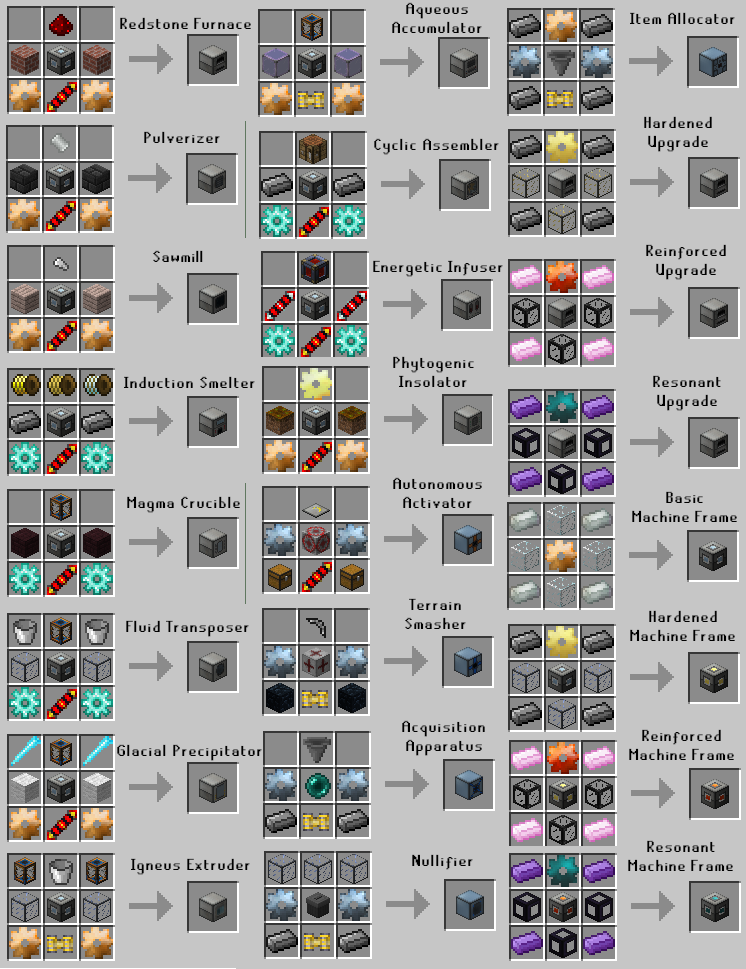 Redstone Furnace
Pulverizer
Sawmill
Induction Smelter
Magma Crucible
Fluid Transposer
Glacial Precipitator
Igneus Extruder
Aqueous
Accumulator
Cyclic Assembler
Energetic Infuser
Phytogenic
Insolator
Autonomous
Activator
Terrain
Smasher
Acquisition
Apparatus
Nullifier
Item Allocator
Hardened
Upgrade
Reinforced
Upgrade
Resonant
Upgrade
Basic
Machine Frame
Hardened
Machine Frame
Reinforced
Machine Frame
Resonant
Machine Frame